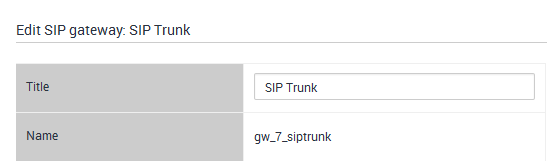 Edit SIP gateway: SIP Trunk
Title SIP Trunk
Name gw_7_siptrunk